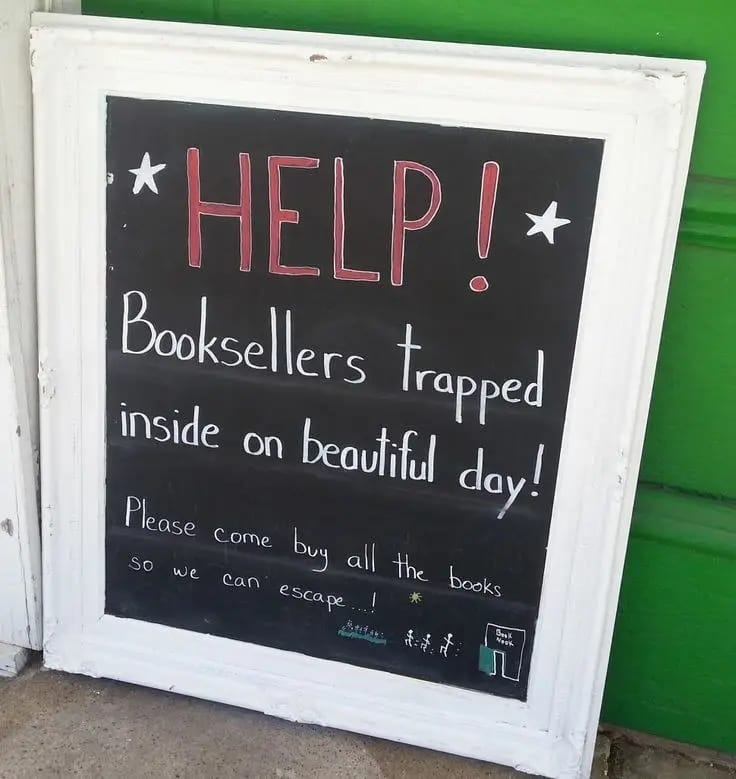 HELP!
Booksellers trapped
inside on beautiful day!
Please come buy all the books
so we can escape...!
Book
Nook